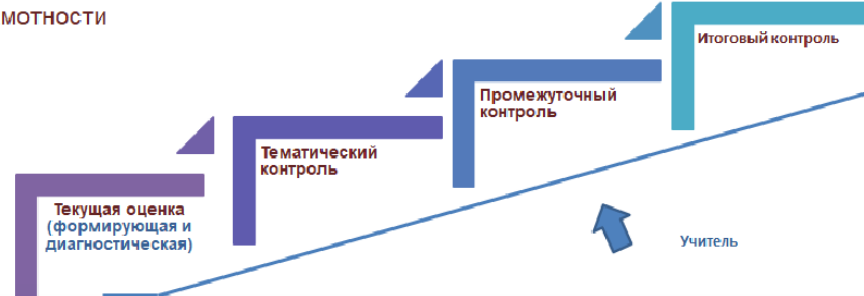 МОТНОСТИ
Итоговый контроль
Промежуточный
контроль
Тематический
контроль
Текущая оценка
(формирующая и
диагностическая)
Учитель